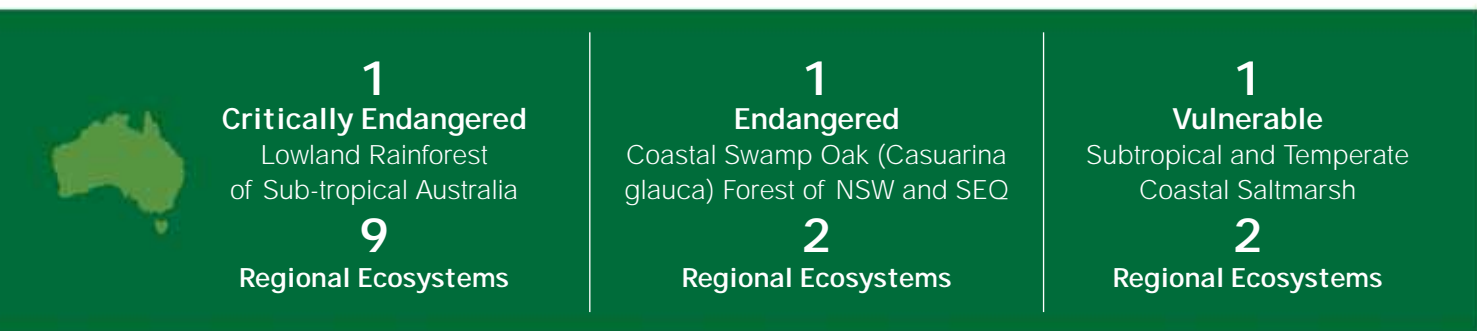 1
Critically Endangered
Lowland Rainforest
of Sub-tropical Australia
9
Regional Ecosystems
1
Endangered
Coastal Swamp Oak (Casuarina
glauca) Forest of NSW and SEQ
2
Regional Ecosystems
1
Vulnerable
Subtropical and Temperate
Coastal Saltmarsh
2
Regional Ecosystems